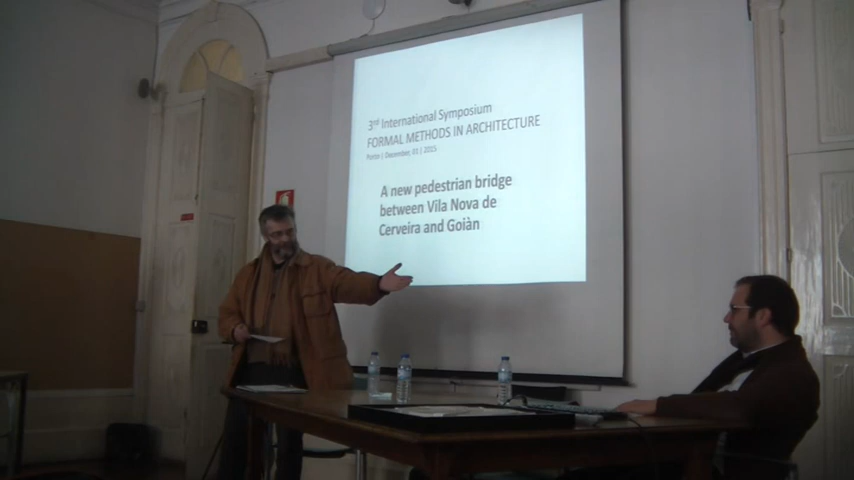 3rd International Symposium
FORMAL METHODS IN ARCHITECTURE
Porto | December, 01 | 2015
A new pedestrian bridge
between Vila Nova de
Cerveira and Goiàn